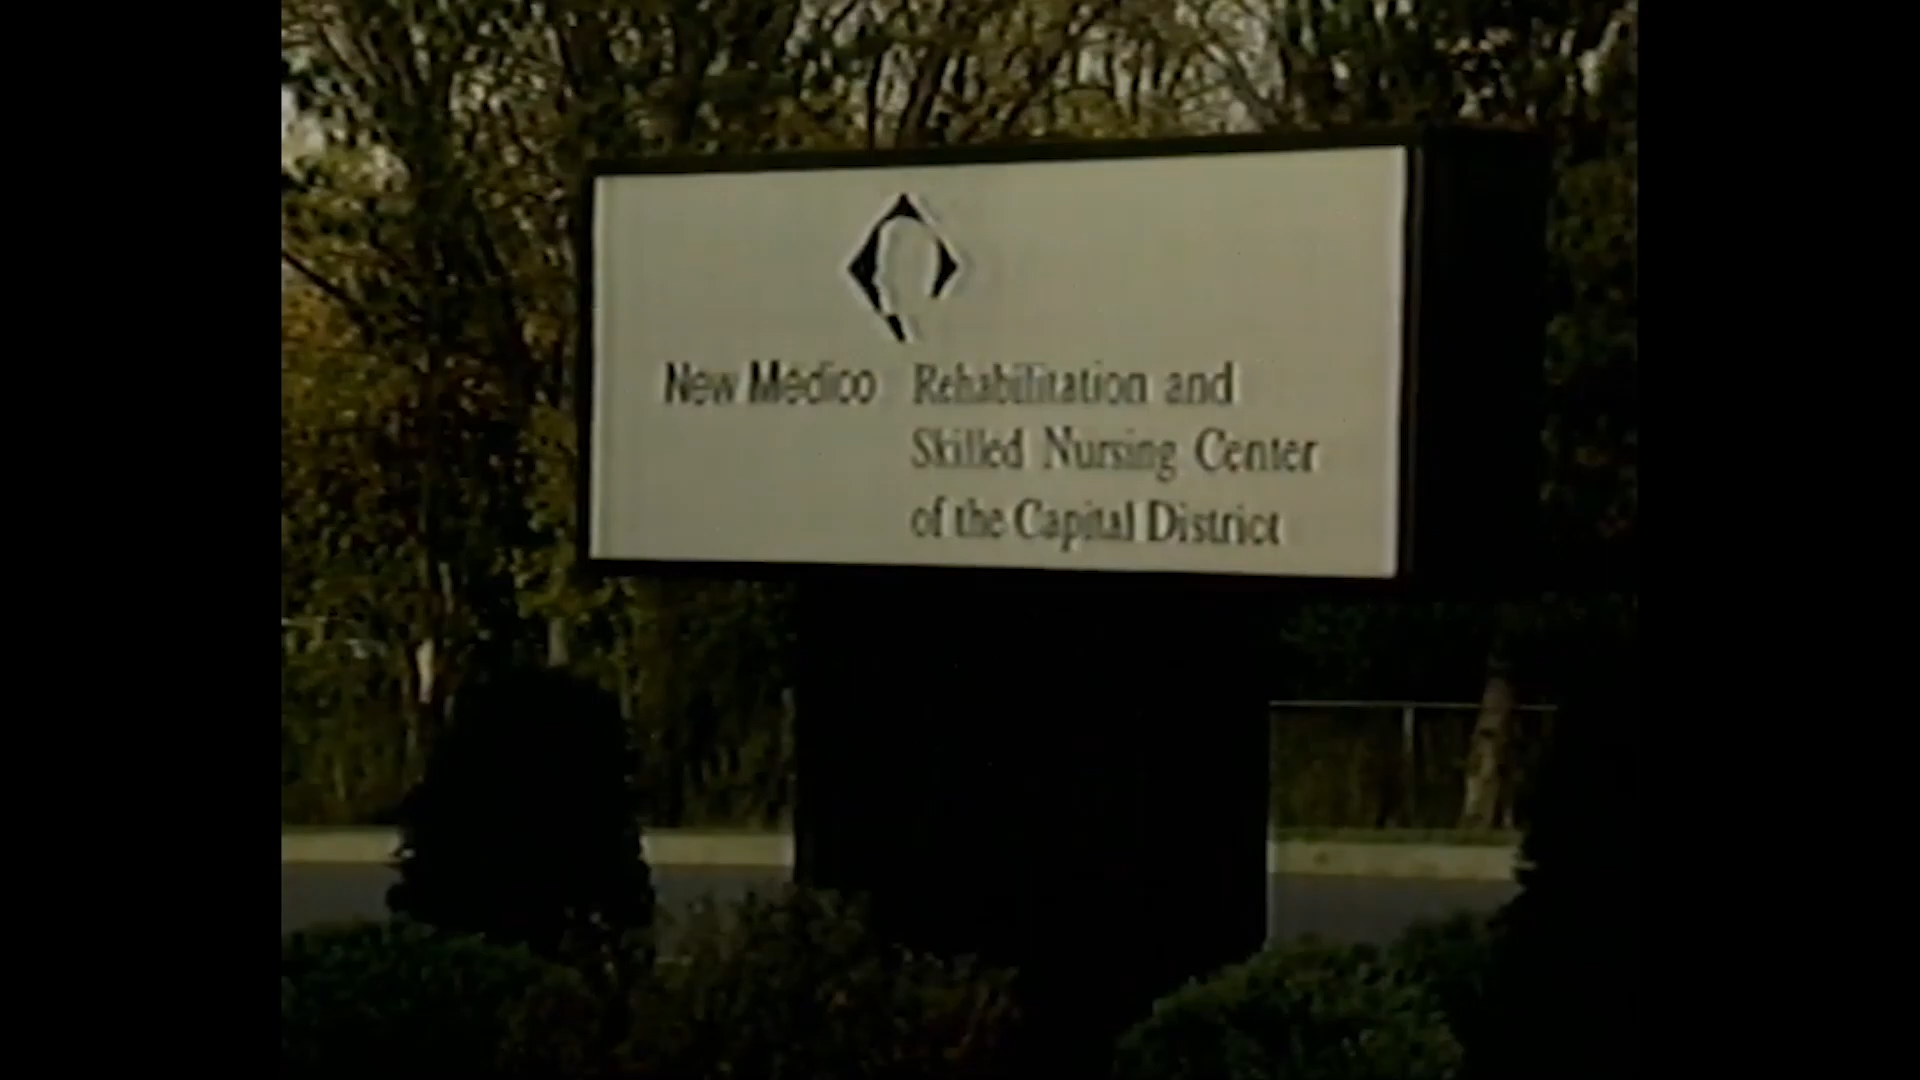 New Medico Rehabilitation and
Skilled Nursing Center
of the Capital District